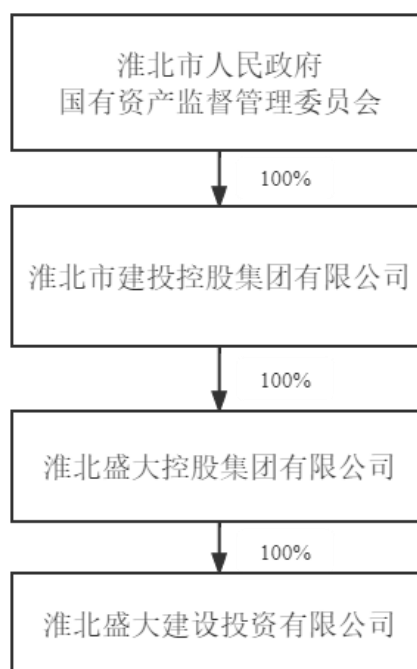 淮北市人民政府
国有资产监督管理委员会
100%
淮北市建投控股集团有限公司
100%
淮北盛大控股集团有限公司
100%
淮北盛大建设投资有限公司